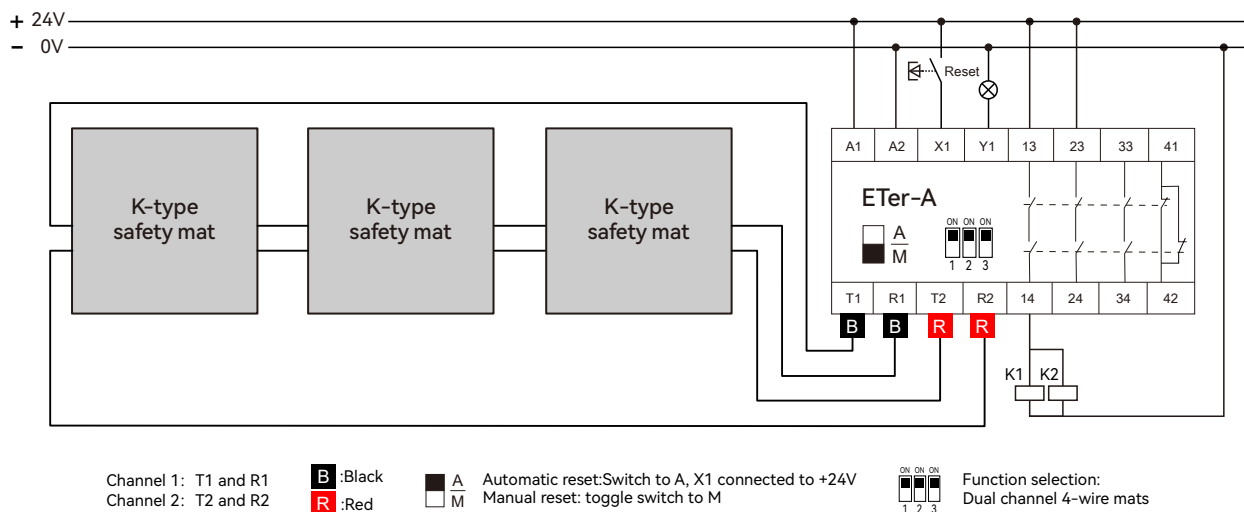 + 24V
− 0V
Reset
K-type
safety mat
K-type
safety mat
K-type
safety mat
A1 A2 X1 Y1 13 23 33 41
ETer-A
A
M
ON ON ON
1 2 3
T1 R1 T2 R2 14 24 34 42
B B R R
K1 K2
Channel 1: T1 and R1
Channel 2: T2 and R2
B :Black
R :Red
A
M
Automatic reset:Switch to A, X1 connected to +24V
Manual reset: toggle switch to M
ON ON ON
1 2 3
Function selection:
Dual channel 4-wire mats